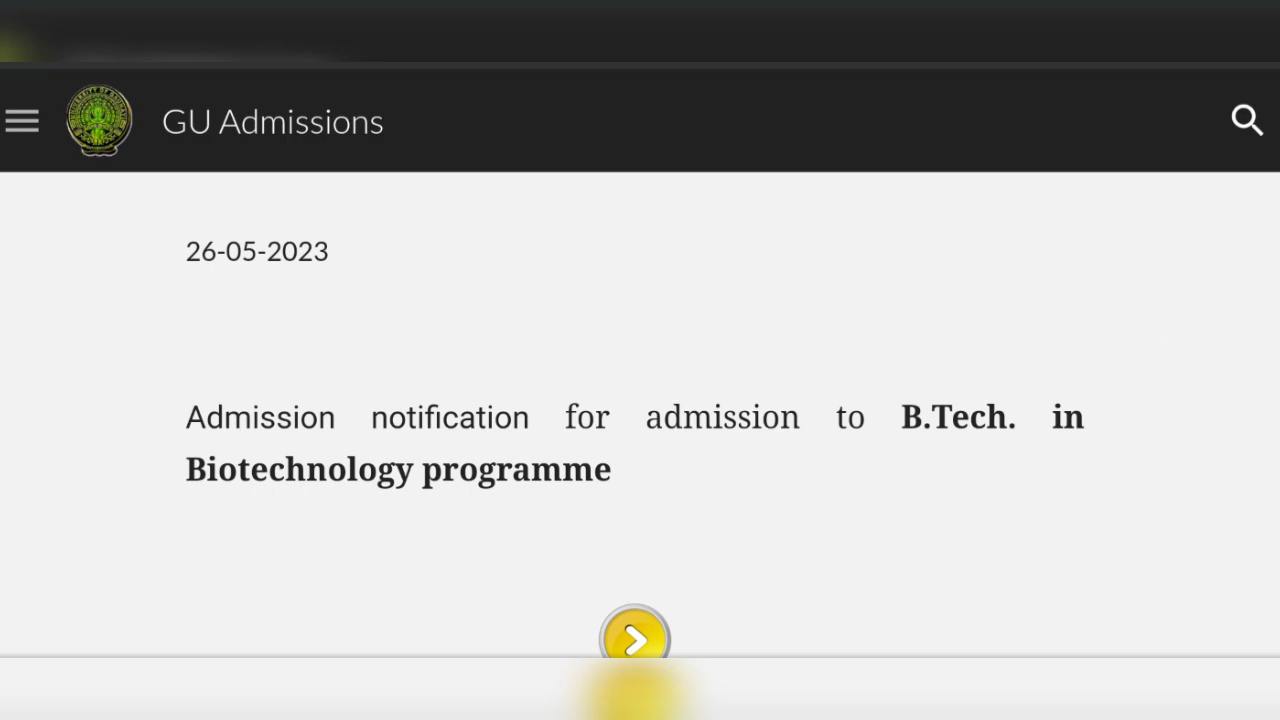 GU Admissions
26-05-2023
Admission notification for admission to B.Tech. in
Biotechnology programme